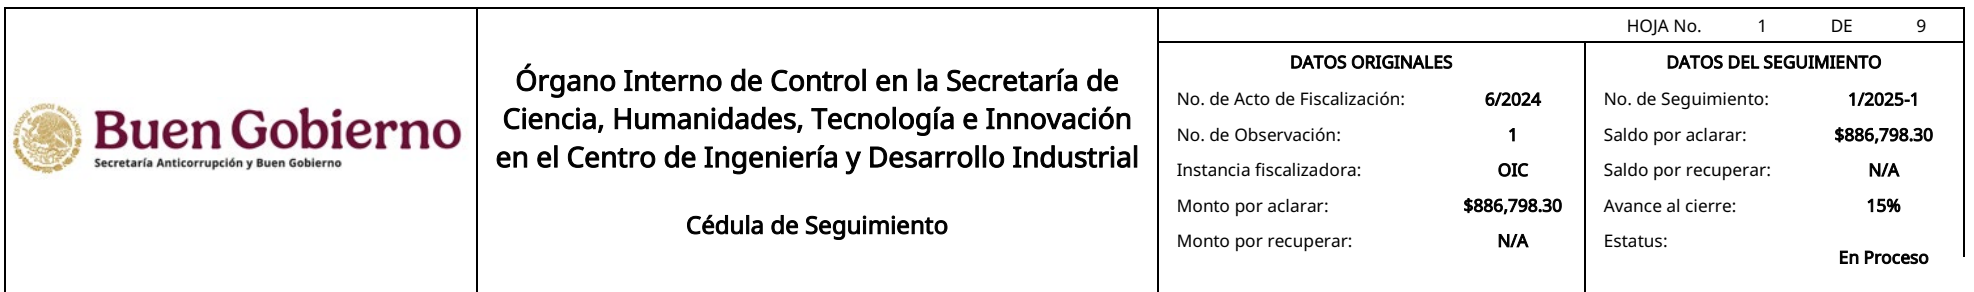 Buen Gobierno
Secretaría Anticorrupción y Buen Gobierno
Órgano Interno de Control en la Secretaría de
Ciencia, Humanidades, Tecnología e Innovación
en el Centro de Ingeniería y Desarrollo Industrial
Cédula de Seguimiento
HOJA No. 1 DE 9
DATOS ORIGINALES
No. de Acto de Fiscalización: 6/2024
No. de Observación: 1
Instancia fiscalizadora: OIC
Monto por aclarar: $886,798.30
Monto por recuperar: N/A
DATOS DEL SEGUIMIENTO
No. de Seguimiento: 1/2025-1
Saldo por aclarar: $886,798.30
Saldo por recuperar: N/A
Avance al cierre: 15%
Estatus:
En Proceso